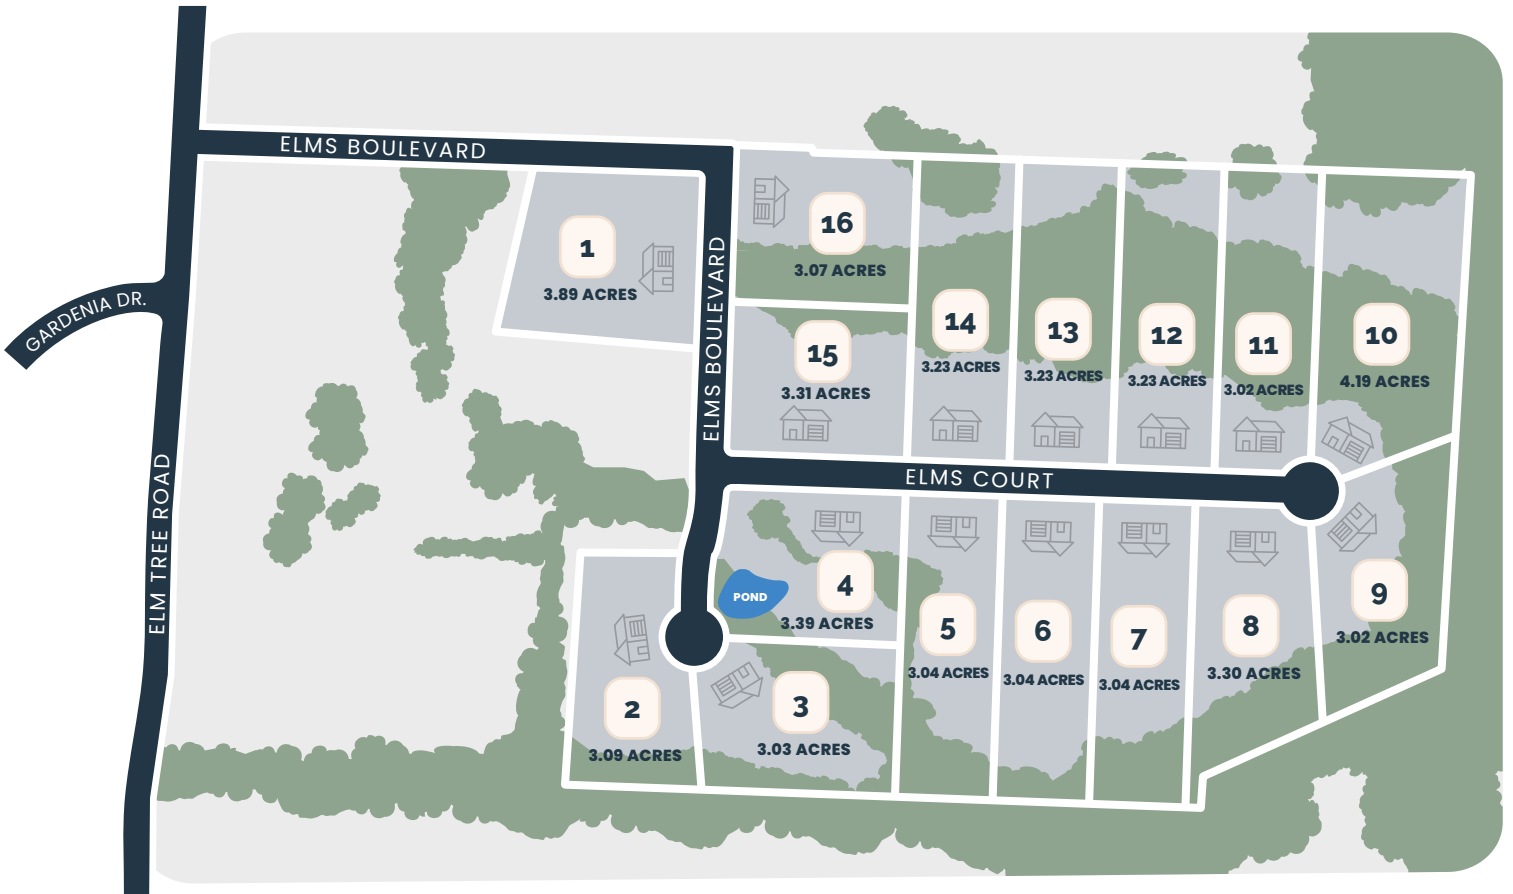 ELMS BOULEVARD
GARDENIA DR.
ELM TREE ROAD
ELMS BOULEVARD
ELMS COURT
1
3.89 ACRES
16
3.07 ACRES
15
3.31 ACRES
14
3.23 ACRES
13
3.23 ACRES
12
3.23 ACRES
11
3.02 ACRES
10
4.19 ACRES
POND
4
3.39 ACRES
5
3.04 ACRES
6
3.04 ACRES
7
3.04 ACRES
8
3.30 ACRES
9
3.02 ACRES
2
3.09 ACRES
3
3.03 ACRES